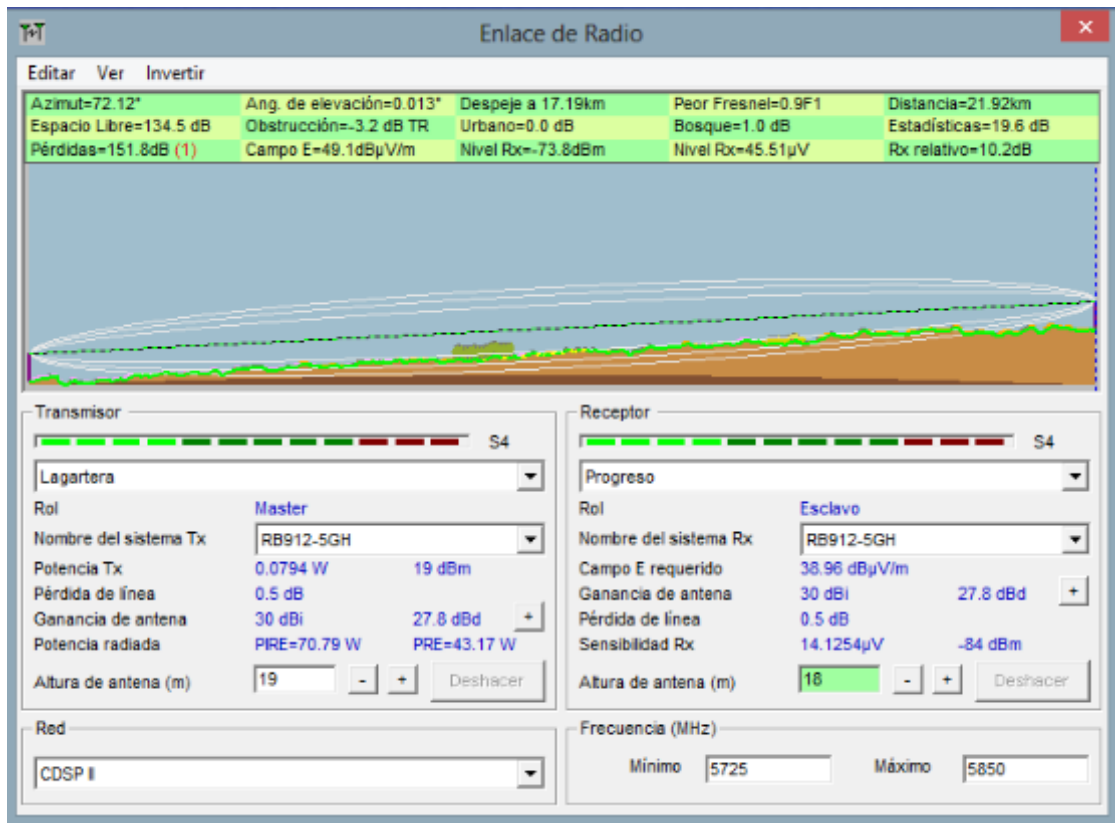 Enlace de Radio
Editar Ver Invertir
Azimut=72.12° Ang. de elevación=0.013° Despeje a 17.19km Peor Fresnel=0.9F1 Distancia=21.92km
Espacio Libre=134.5 dB Obstrucción=-3.2 dB TR Urbano=0.0 dB Bosque=1.0 dB Estadísticas=19.6 dB
Pérdidas=151.8dB (1) Campo E=49.1dBµV/m Nivel Rx=-73.8dBm Nivel Rx=45.51µV Rx relativo=10.2dB
Transmisor
S4
Lagartera
Rol Master
Nombre del sistema Tx RB912-5GH
Potencia Tx 0.0794 W 19 dBm
Pérdida de línea 0.5 dB
Ganancia de antena 30 dBi 27.8 dBd +
Potencia radiada PIRE=70.79 W PRE=43.17 W
Altura de antena (m) 19 - + Deshacer
Receptor
S4
Progreso
Rol Esclavo
Nombre del sistema Rx RB912-5GH
Campo E requerido 38.96 dBµV/m
Ganancia de antena 30 dBi 27.8 dBd +
Pérdida de línea 0.5 dB
Sensibilidad Rx 14.1254µV -84 dBm
Altura de antena (m) 18 - + Deshacer
Red
CDSP II
Frecuencia (MHz)
Mínimo 5725 Máximo 5850